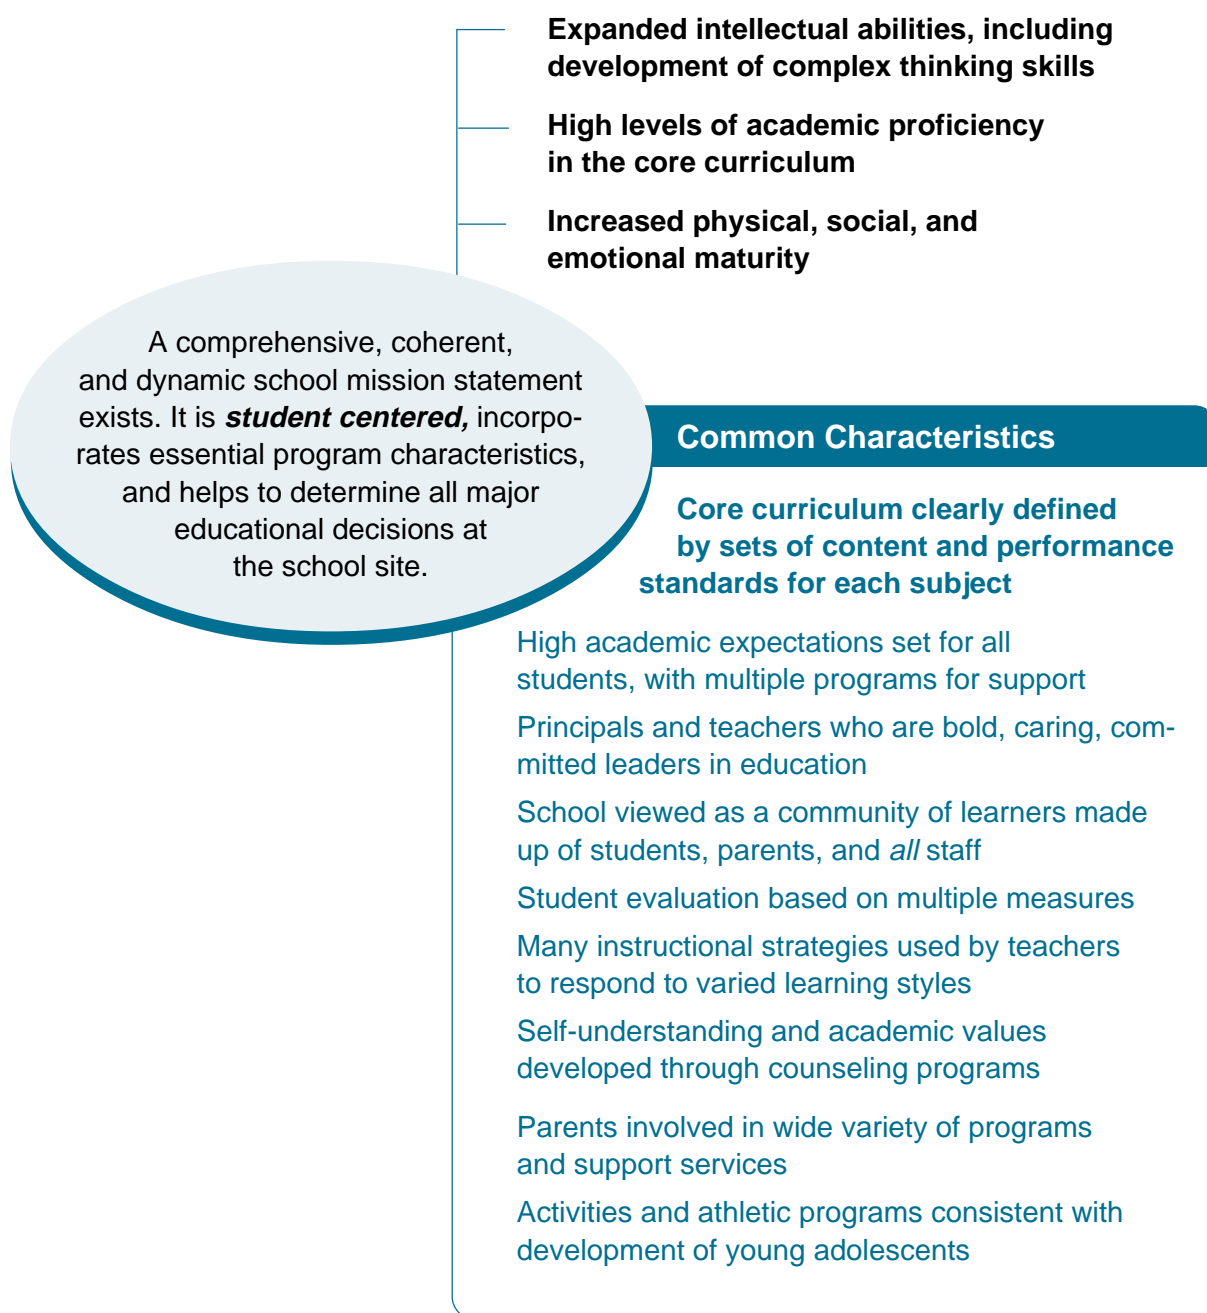 Expanded intellectual abilities, including
development of complex thinking skills
High levels of academic proficiency
in the core curriculum
Increased physical, social, and
emotional maturity
A comprehensive, coherent,
and dynamic school mission statement
exists. It is student centered, incorpo-
rates essential program characteristics,
and helps to determine all major
educational decisions at
the school site.
Common Characteristics
Core curriculum clearly defined
by sets of content and performance
standards for each subject
High academic expectations set for all
students, with multiple programs for support
Principals and teachers who are bold, caring, com-
mitted leaders in education
School viewed as a community of learners made
up of students, parents, and all staff
Student evaluation based on multiple measures
Many instructional strategies used by teachers
to respond to varied learning styles
Self-understanding and academic values
developed through counseling programs
Parents involved in wide variety of programs
and support services
Activities and athletic programs consistent with
development of young adolescents